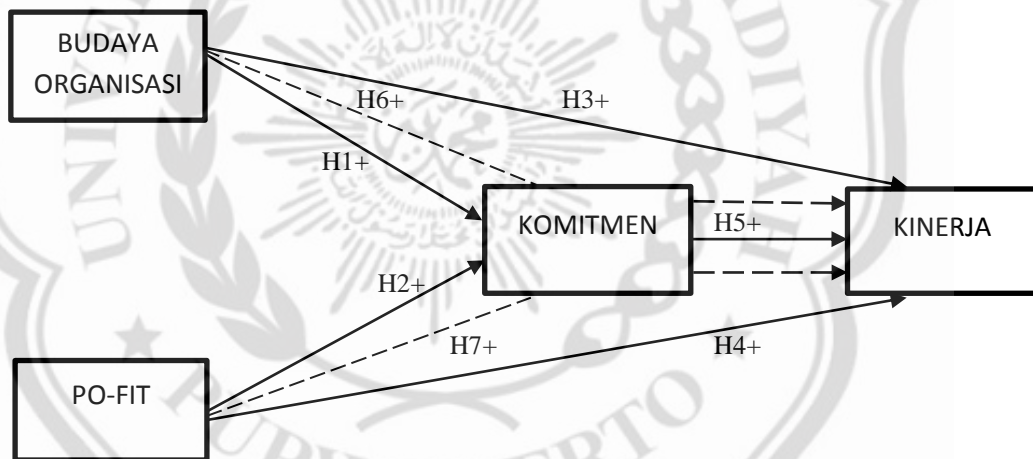 BUDAYA
ORGANISASI
H6+
H3+
H1+
KOMITMEN
H5+
KINERJA
H2+
H7+
H4+
PO-FIT